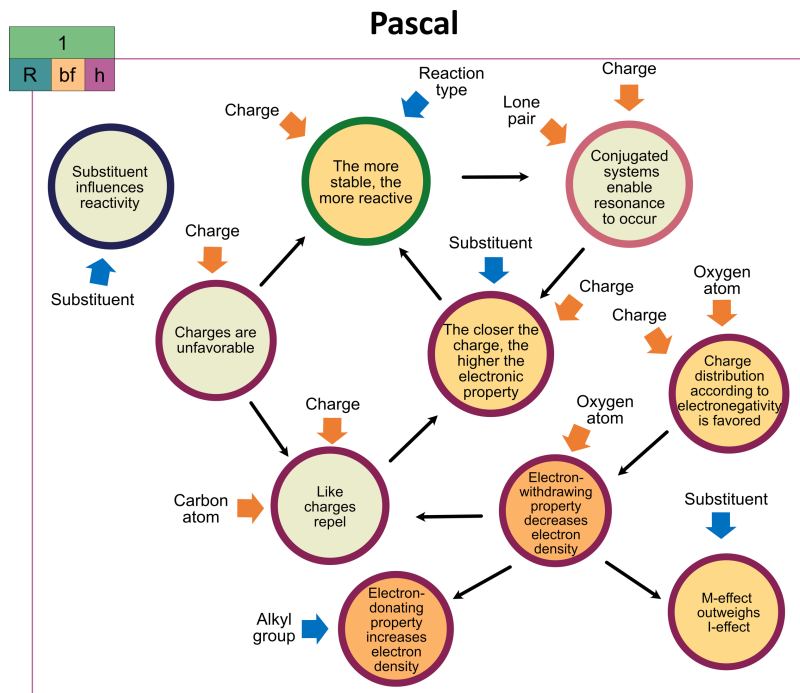 Pascal
1
R bf h
Reaction
type
Charge
The more
stable, the
more reactive
Charge
Lone
pair
Conjugated
systems
enable
resonance
to occur
Substituent
influences
reactivity
Substituent
Charge
Charges are
unfavorable
Substituent
Charge
The closer the
charge, the
higher the
electronic
property
Oxygen
atom
Charge
Charge
distribution
according to
electronegativity
is favored
Charge
Carbon
atom
Like
charges
repel
Oxygen
atom
Electron-
withdrawing
property
decreases
electron
density
Substituent
M-effect
outweighs
I-effect
Alkyl
group
Electron-
donating
property
increases
electron
density